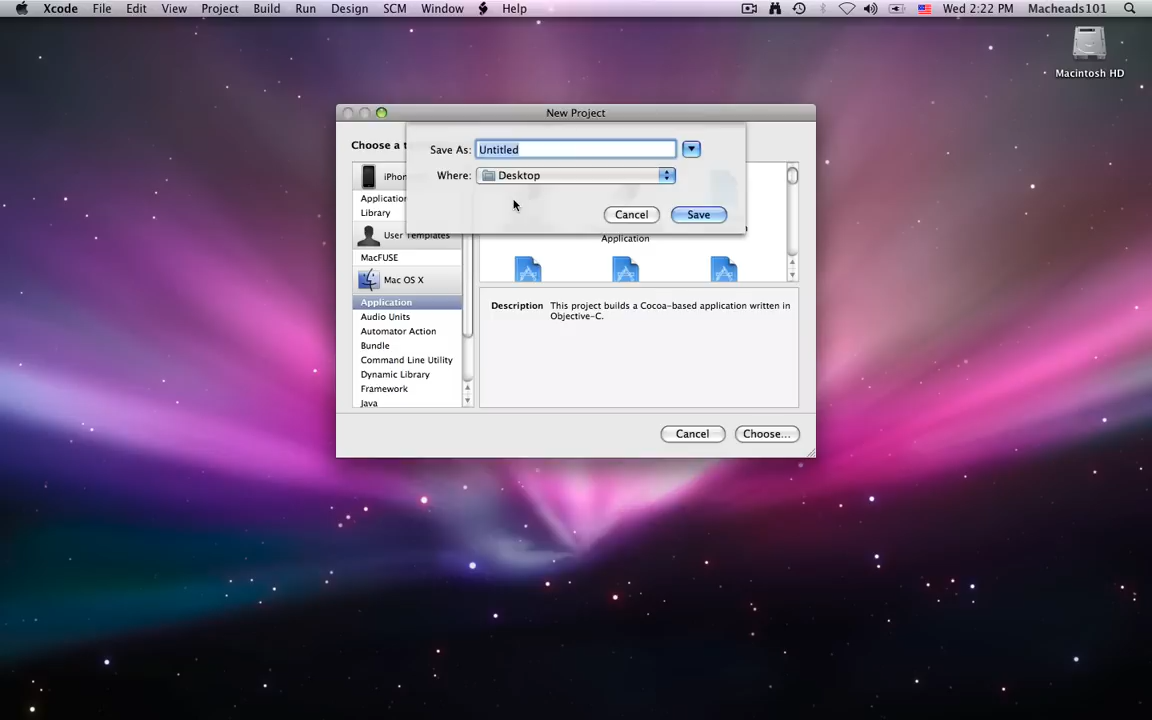 Xcode File Edit View Project Build Run Design SCM Window Help Wed 2:22 PM Macheads101
Macintosh HD
New Project
Choose a t
Save As: Untitled
Where: Desktop
Cancel Save
Application
Library
User Templates
MacFUSE
Mac OS X
Application
Audio Units
Automator Action
Bundle
Command Line Utility
Dynamic Library
Framework
Java
Application
Description This project builds a Cocoa-based application written in
Objective-C.
Cancel Choose...